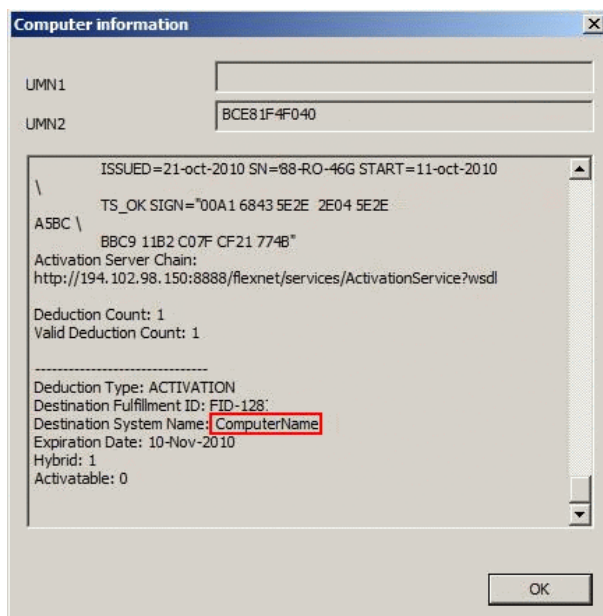 Computer information
UMN1
UMN2
BCE81F4F040
ISSUED=21-oct-2010 SN='88-RO-46G START=11-oct-2010
\
TS_OK SIGN="00A1 6843 5E2E 2E04 5E2E
A5BC \
BBC9 11B2 C07F CF21 774B"
Activation Server Chain:
http://194.102.98.150:8888/flexnet/services/ActivationService?wsdl
Deduction Count: 1
Valid Deduction Count: 1
-------------------------------
Deduction Type: ACTIVATION
Destination Fulfillment ID: FID-128
Destination System Name: ComputerName
Expiration Date: 10-Nov-2010
Hybrid: 1
Activatable: 0
OK